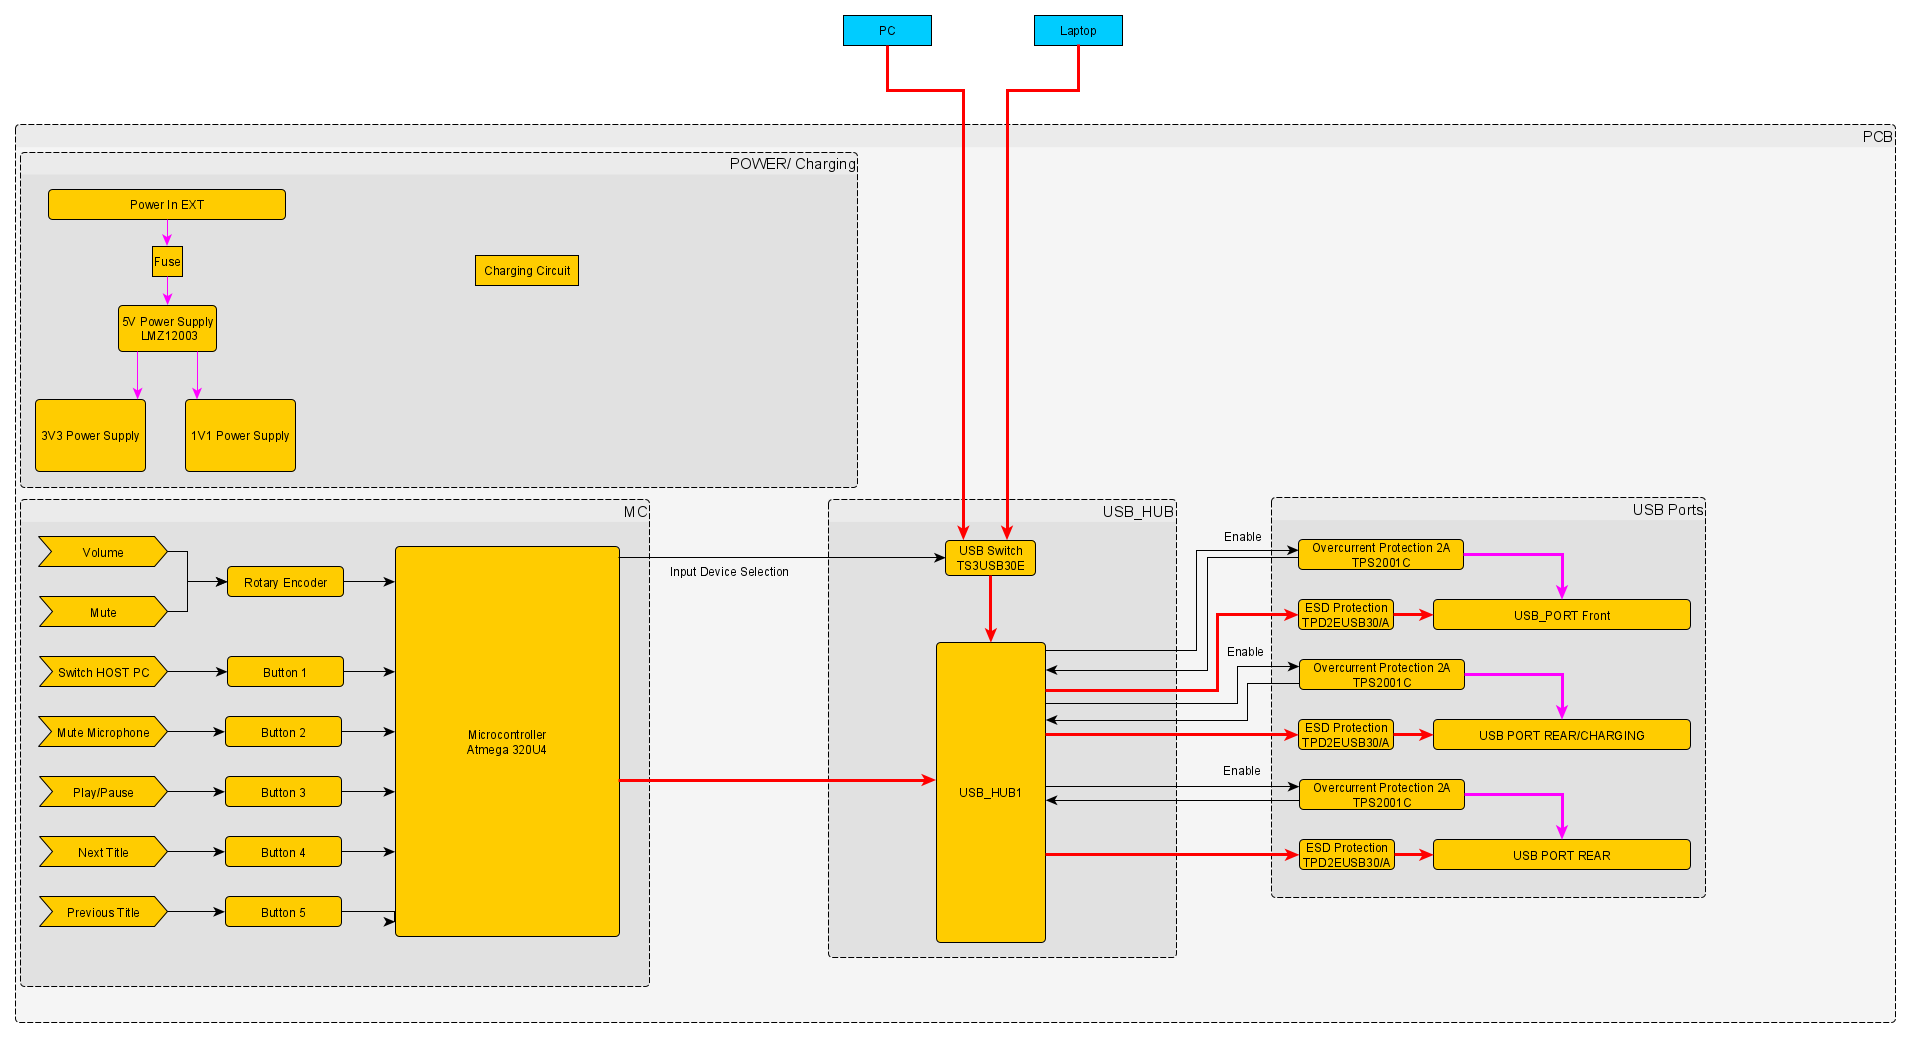 PC
Laptop
PCB
POWER/ Charging
Power In EXT
Fuse
Charging Circuit
5V Power Supply
LMZ12003
3V3 Power Supply
1V1 Power Supply
MC
Volume
Mute
Rotary Encoder
Switch HOST PC
Button 1
Mute Microphone
Button 2
Play/Pause
Button 3
Next Title
Button 4
Previous Title
Button 5
Microcontroller
Atmega 320U4
Input Device Selection
USB_HUB
USB Switch
TS3USB30E
USB_HUB1
USB Ports
Enable
Overcurrent Protection 2A
TPS2001C
ESD Protection
TPD2EUSB30/A
USB_PORT Front
Enable
Overcurrent Protection 2A
TPS2001C
ESD Protection
TPD2EUSB30/A
USB PORT REAR/CHARGING
Enable
Overcurrent Protection 2A
TPS2001C
ESD Protection
TPD2EUSB30/A
USB PORT REAR